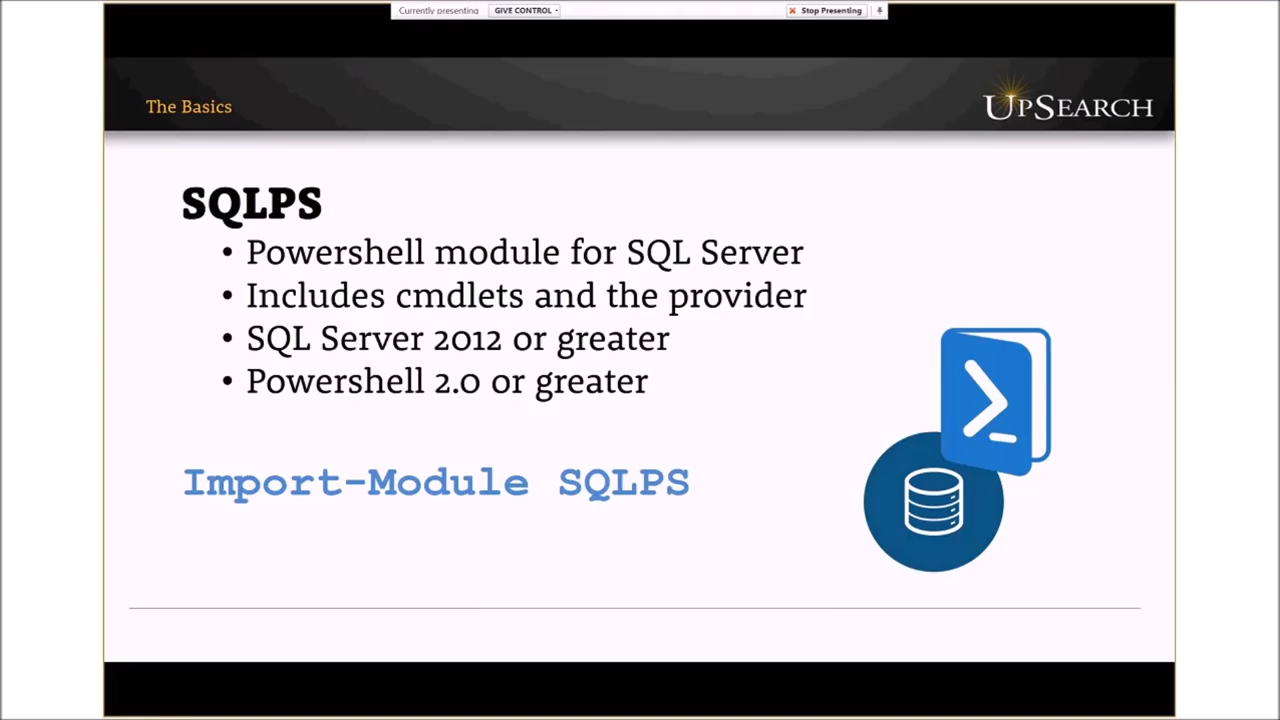 Currently presenting GIVE CONTROL Stop Presenting
The Basics
UPSEARCH
SQLPS
• Powershell module for SQL Server
• Includes cmdlets and the provider
• SQL Server 2012 or greater
• Powershell 2.0 or greater
Import-Module SQLPS